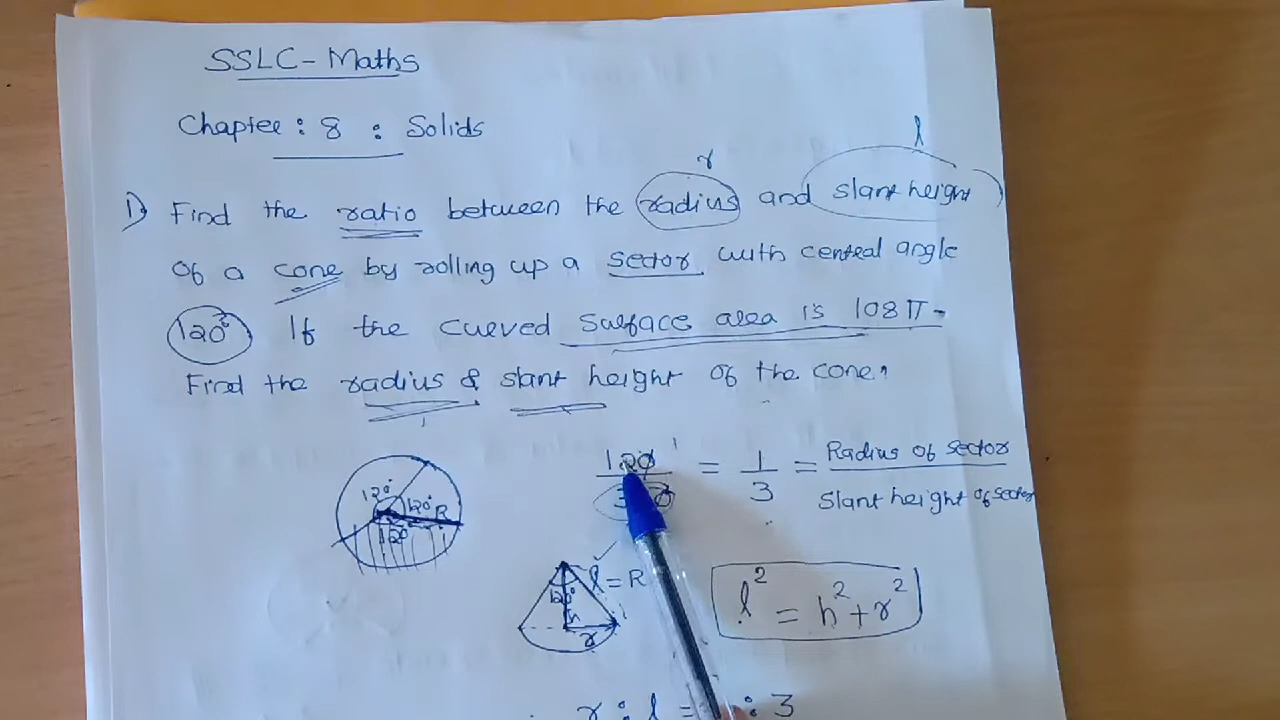 SSLC - Maths
Chapter : 8 : Solids
r
l
1) Find the ratio between the radius and slant height
of a cone by rolling up a sector with central angle
120° If the curved surface area is 108 π.
Find the radius & slant height of the cone.
120 1 = 1/3 = Radius of sector / Slant height of sector
120° 120° R
120°
l = R
120°
h
r
l² = h² + r²
r : l = : 3